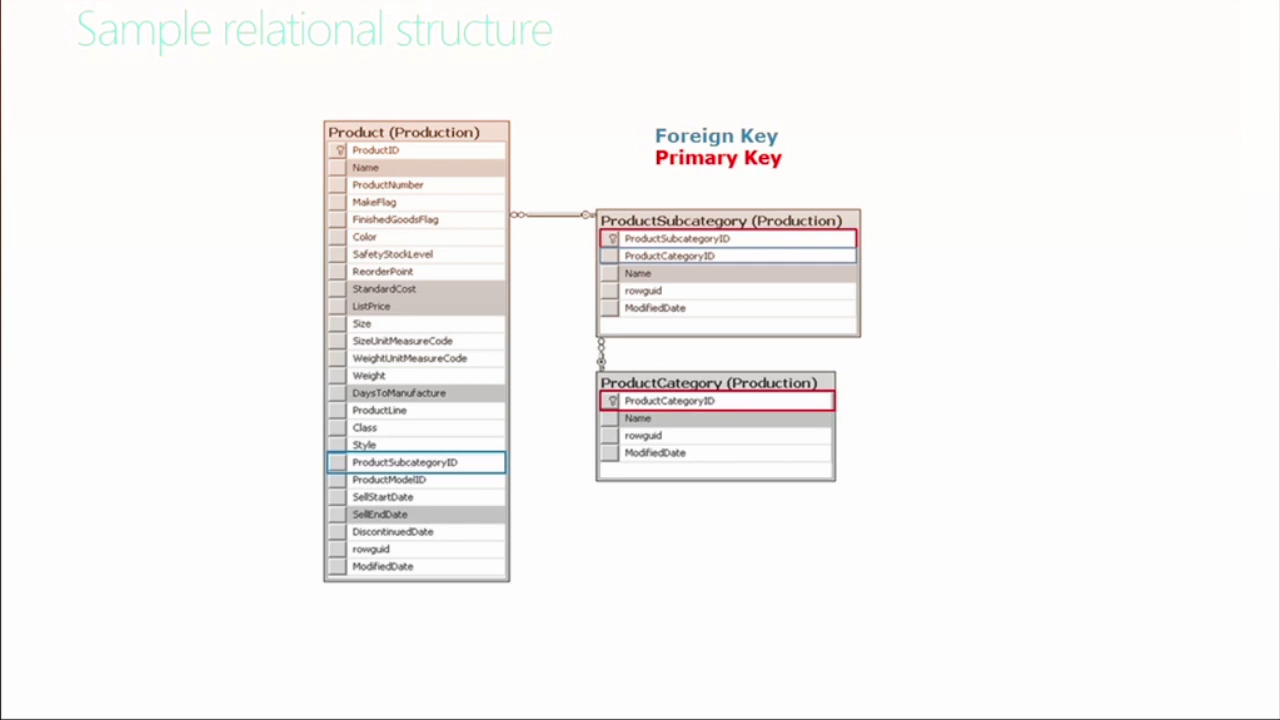 Sample relational structure
Product (Production)
ProductID
Name
ProductNumber
MakeFlag
FinishedGoodsFlag
Color
SafetyStockLevel
ReorderPoint
StandardCost
ListPrice
Size
SizeUnitMeasureCode
WeightUnitMeasureCode
Weight
DaysToManufacture
ProductLine
Class
Style
ProductSubcategoryID
ProductModelID
SellStartDate
SellEndDate
DiscontinuedDate
rowguid
ModifiedDate
Foreign Key
Primary Key
ProductSubcategory (Production)
ProductSubcategoryID
ProductCategoryID
Name
rowguid
ModifiedDate
ProductCategory (Production)
ProductCategoryID
Name
rowguid
ModifiedDate